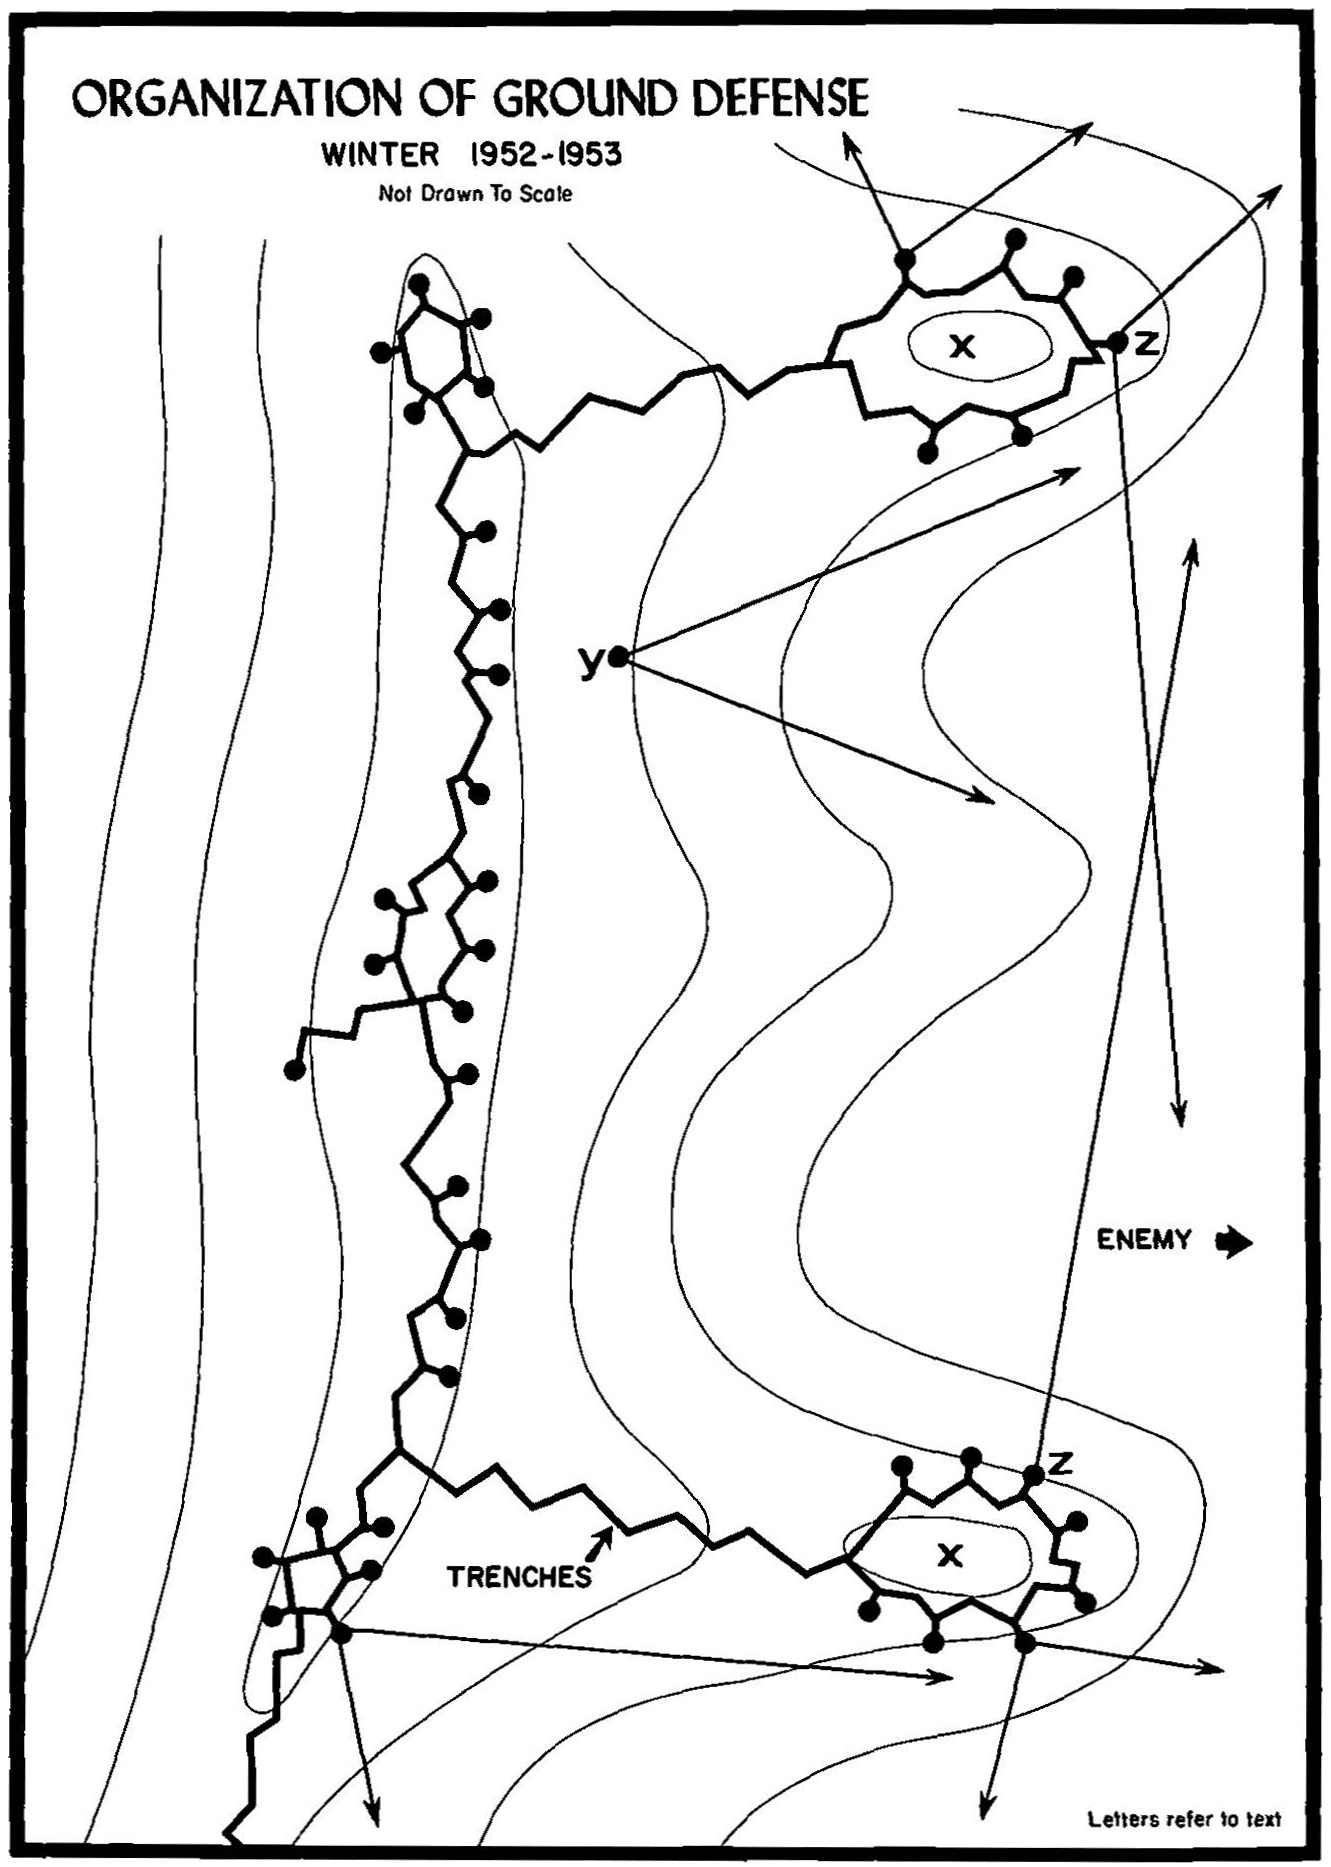 ORGANIZATION OF GROUND DEFENSE
WINTER 1952-1953
Not Drawn To Scale
X
Z
y
ENEMY
Z
X
TRENCHES
Letters refer to text